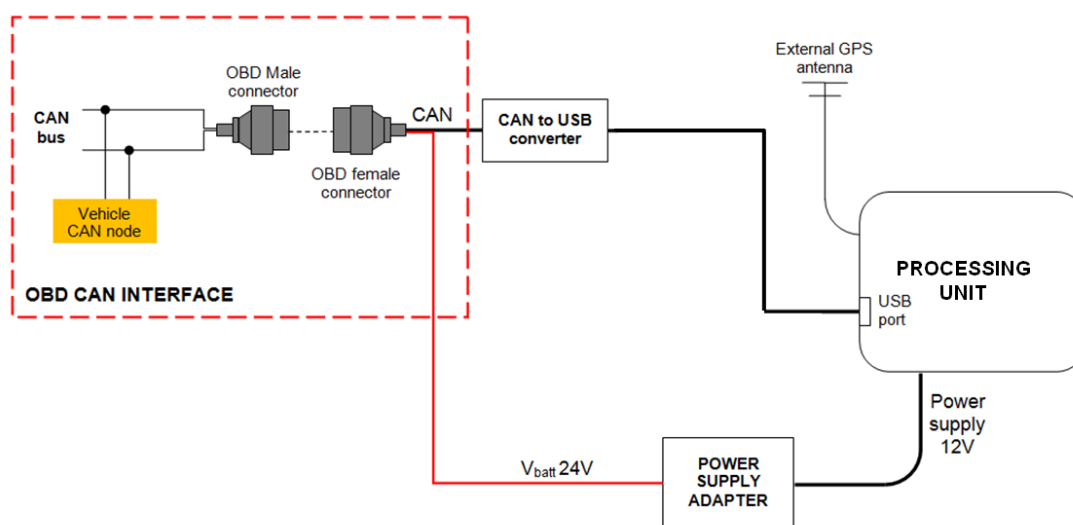 External GPS
antenna
OBD Male
connector
CAN
bus
CAN
CAN to USB
converter
OBD female
connector
Vehicle
CAN node
PROCESSING
UNIT
OBD CAN INTERFACE
USB
port
Power
supply
12V
Vbatt 24V
POWER
SUPPLY
ADAPTER